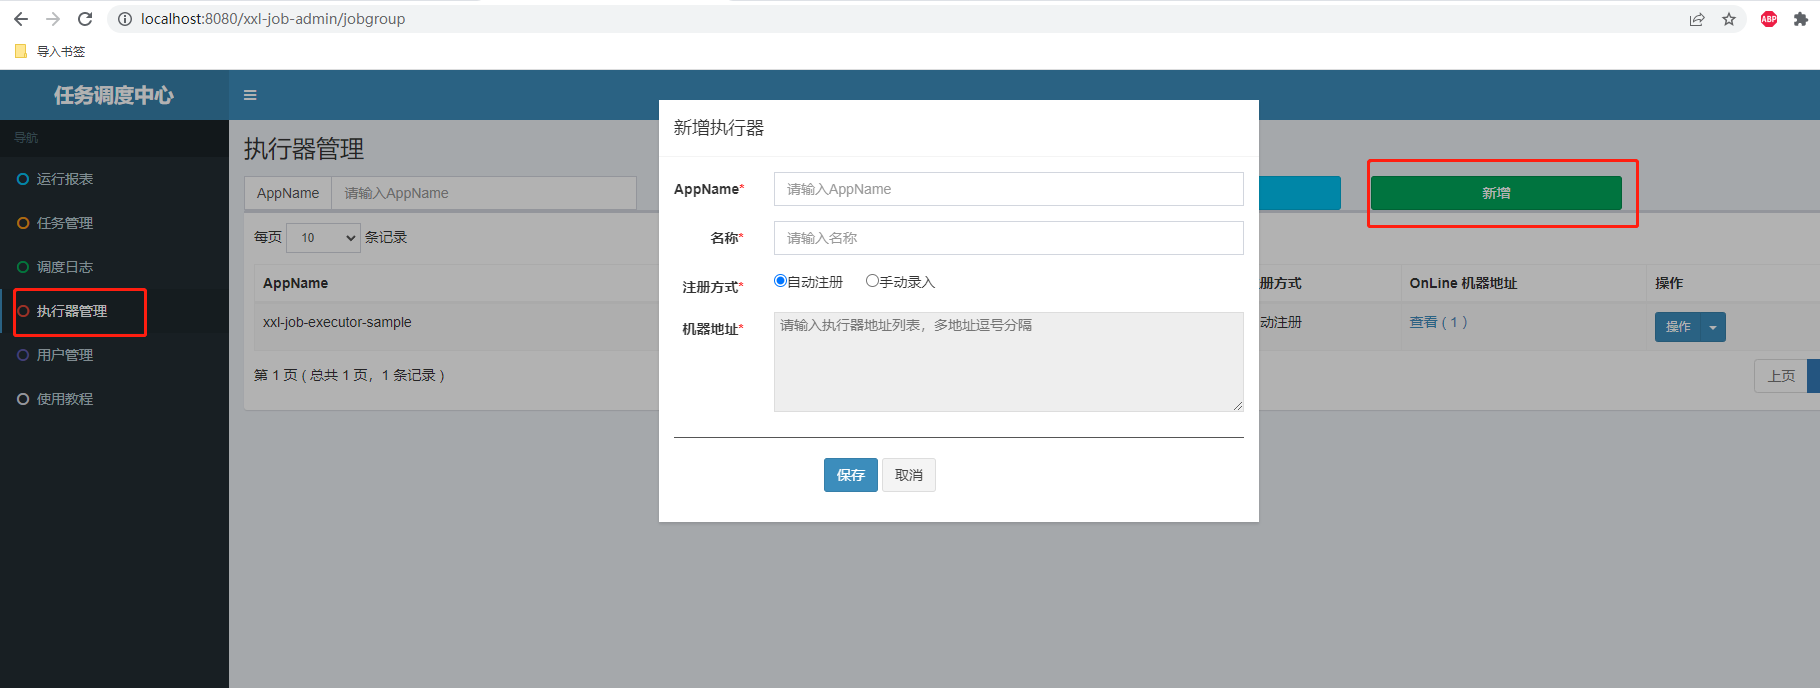 localhost:8080/xxl-job-admin/jobgroup
ABP
导入书签
任务调度中心
导航
运行报表
任务管理
调度日志
执行器管理
用户管理
使用教程
执行器管理
AppName 请输入AppName
新增
每页 10 条记录
AppName 册方式 OnLine 机器地址 操作
xxl-job-executor-sample 动注册 查看 ( 1 ) 操作
第 1 页 ( 总共 1 页，1 条记录 )
上页
新增执行器
AppName* 请输入AppName
名称* 请输入名称
注册方式* 自动注册 手动录入
机器地址* 请输入执行器地址列表，多地址逗号分隔
保存 取消